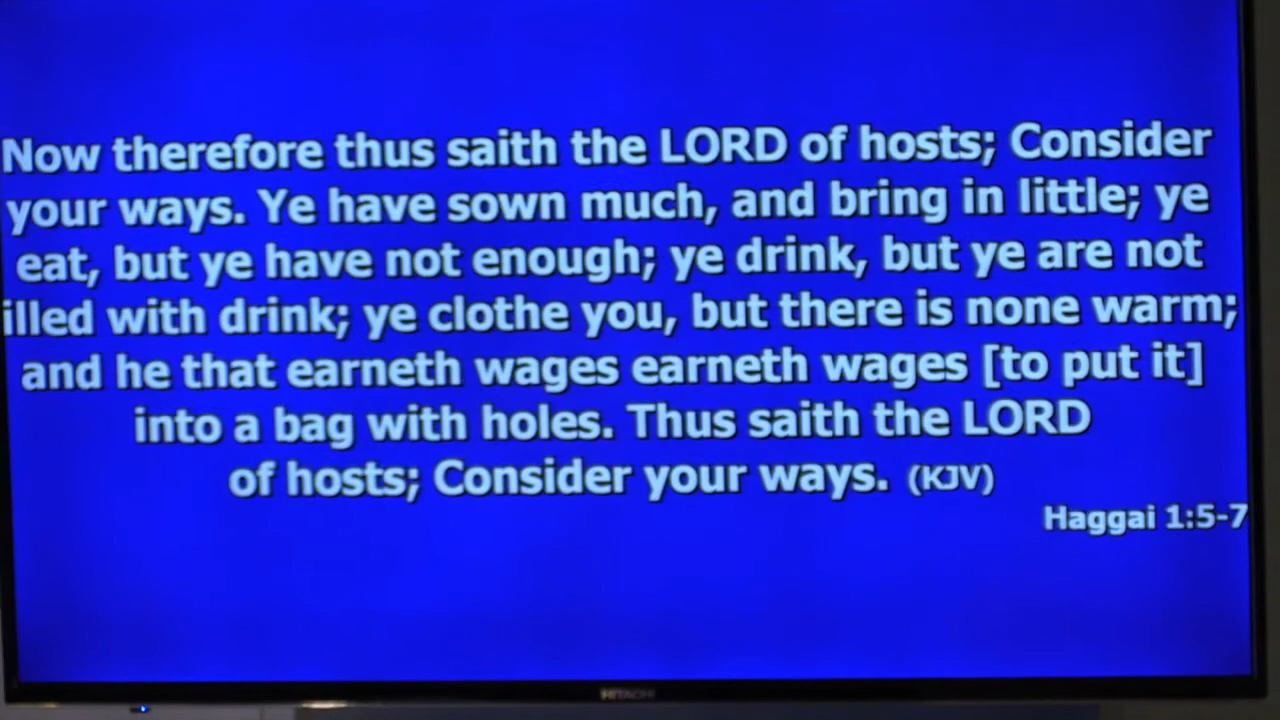 Now therefore thus saith the LORD of hosts; Consider
your ways. Ye have sown much, and bring in little; ye
eat, but ye have not enough; ye drink, but ye are not
illed with drink; ye clothe you, but there is none warm;
and he that earneth wages earneth wages [to put it]
into a bag with holes. Thus saith the LORD
of hosts; Consider your ways. (KJV)
Haggai 1:5-7
HITACHI